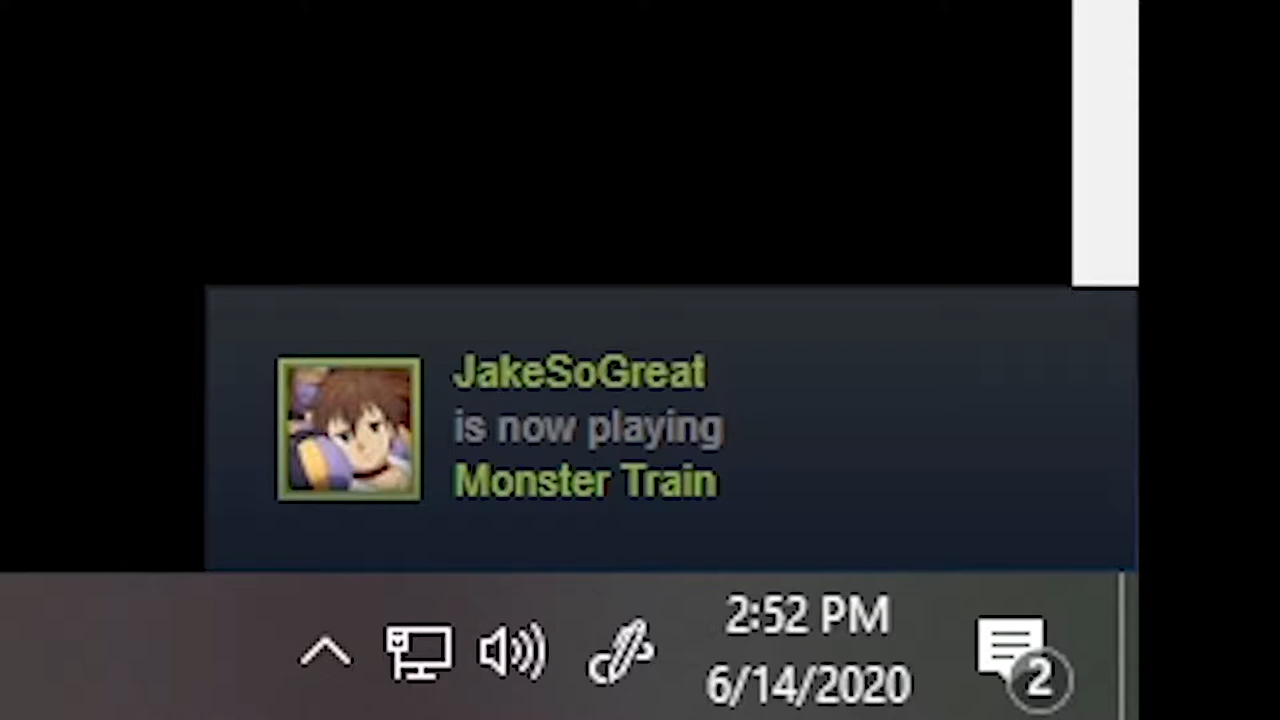 JakeSoGreat
is now playing
Monster Train
2:52 PM
6/14/2020
2